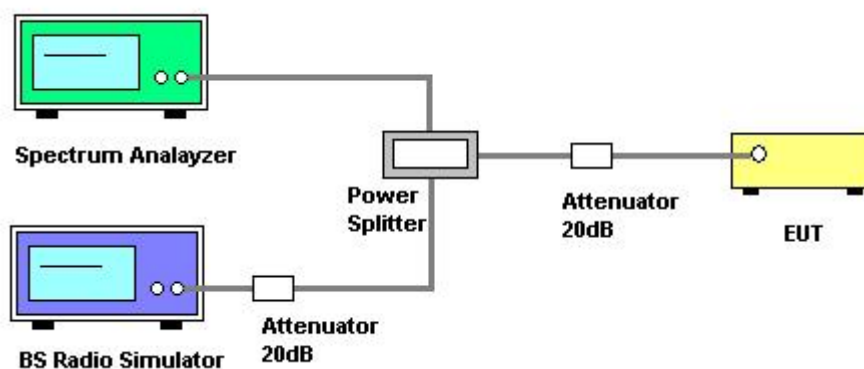 Spectrum Analayzer
Power
Splitter
Attenuator
20dB
EUT
BS Radio Simulator
Attenuator
20dB